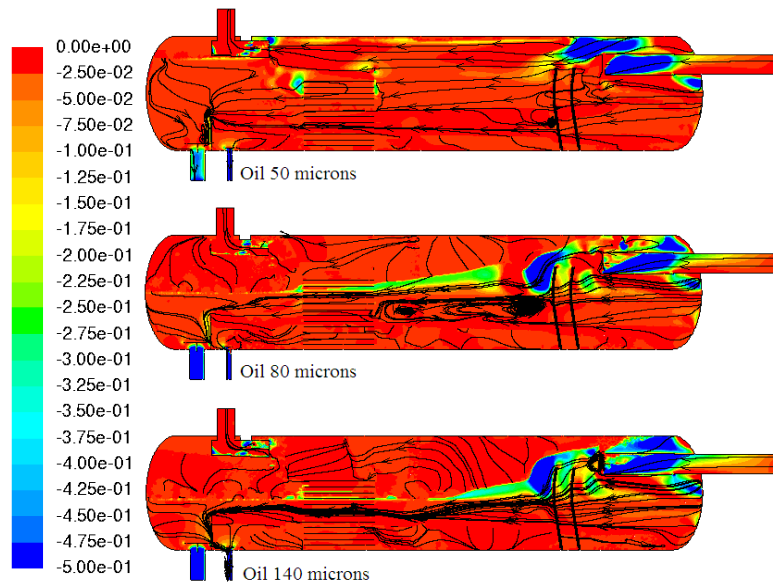 0.00e+00
-2.50e-02
-5.00e-02
-7.50e-02
-1.00e-01
-1.25e-01
-1.50e-01
-1.75e-01
-2.00e-01
-2.25e-01
-2.50e-01
-2.75e-01
-3.00e-01
-3.25e-01
-3.50e-01
-3.75e-01
-4.00e-01
-4.25e-01
-4.50e-01
-4.75e-01
-5.00e-01
Oil 50 microns
Oil 80 microns
Oil 140 microns